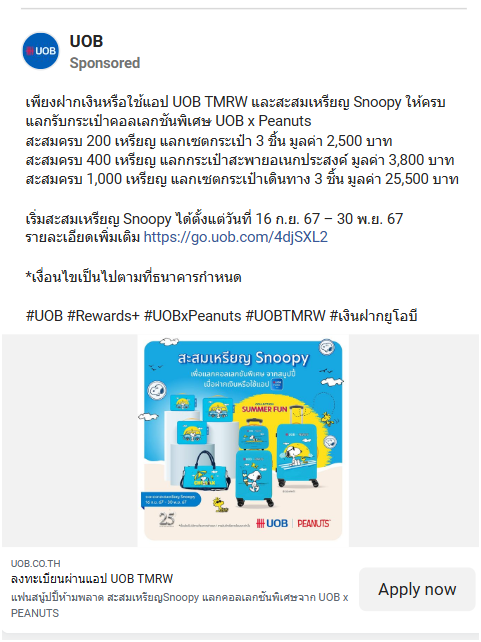 UOB
UOB
Sponsored
เพียงฝากเงินหรือใช้แอป UOB TMRW และสะสมเหรียญ Snoopy ให้ครบ
แลกรับกระเป๋าคอลเลกชันพิเศษ UOB x Peanuts
สะสมครบ 200 เหรียญ แลกเซตกระเป๋า 3 ชิ้น มูลค่า 2,500 บาท
สะสมครบ 400 เหรียญ แลกกระเป๋าสะพายอเนกประสงค์ มูลค่า 3,800 บาท
สะสมครบ 1,000 เหรียญ แลกเซตกระเป๋าเดินทาง 3 ชิ้น มูลค่า 25,500 บาท
เริ่มสะสมเหรียญ Snoopy ได้ตั้งแต่วันที่ 16 ก.ย. 67 – 30 พ.ย. 67
รายละเอียดเพิ่มเติม https://go.uob.com/4djSXL2
*เงื่อนไขเป็นไปตามที่ธนาคารกำหนด
#UOB #Rewards+ #UOBxPeanuts #UOBTMRW #เงินฝากยูโอบี
สะสมเหรียญ Snoopy
เพื่อแลกคอลเลกชันพิเศษ จากสนูปปี้
เมื่อฝากเงินหรือใช้แอป
SUMMER FUN
16 ก.ย. 67 - 30 พ.ย. 67
25
UOB | PEANUTS
UOB.CO.TH
ลงทะเบียนผ่านแอป UOB TMRW
แฟนสนูปปี้ห้ามพลาด สะสมเหรียญSnoopy แลกคอลเลกชันพิเศษจาก UOB x
PEANUTS
Apply now